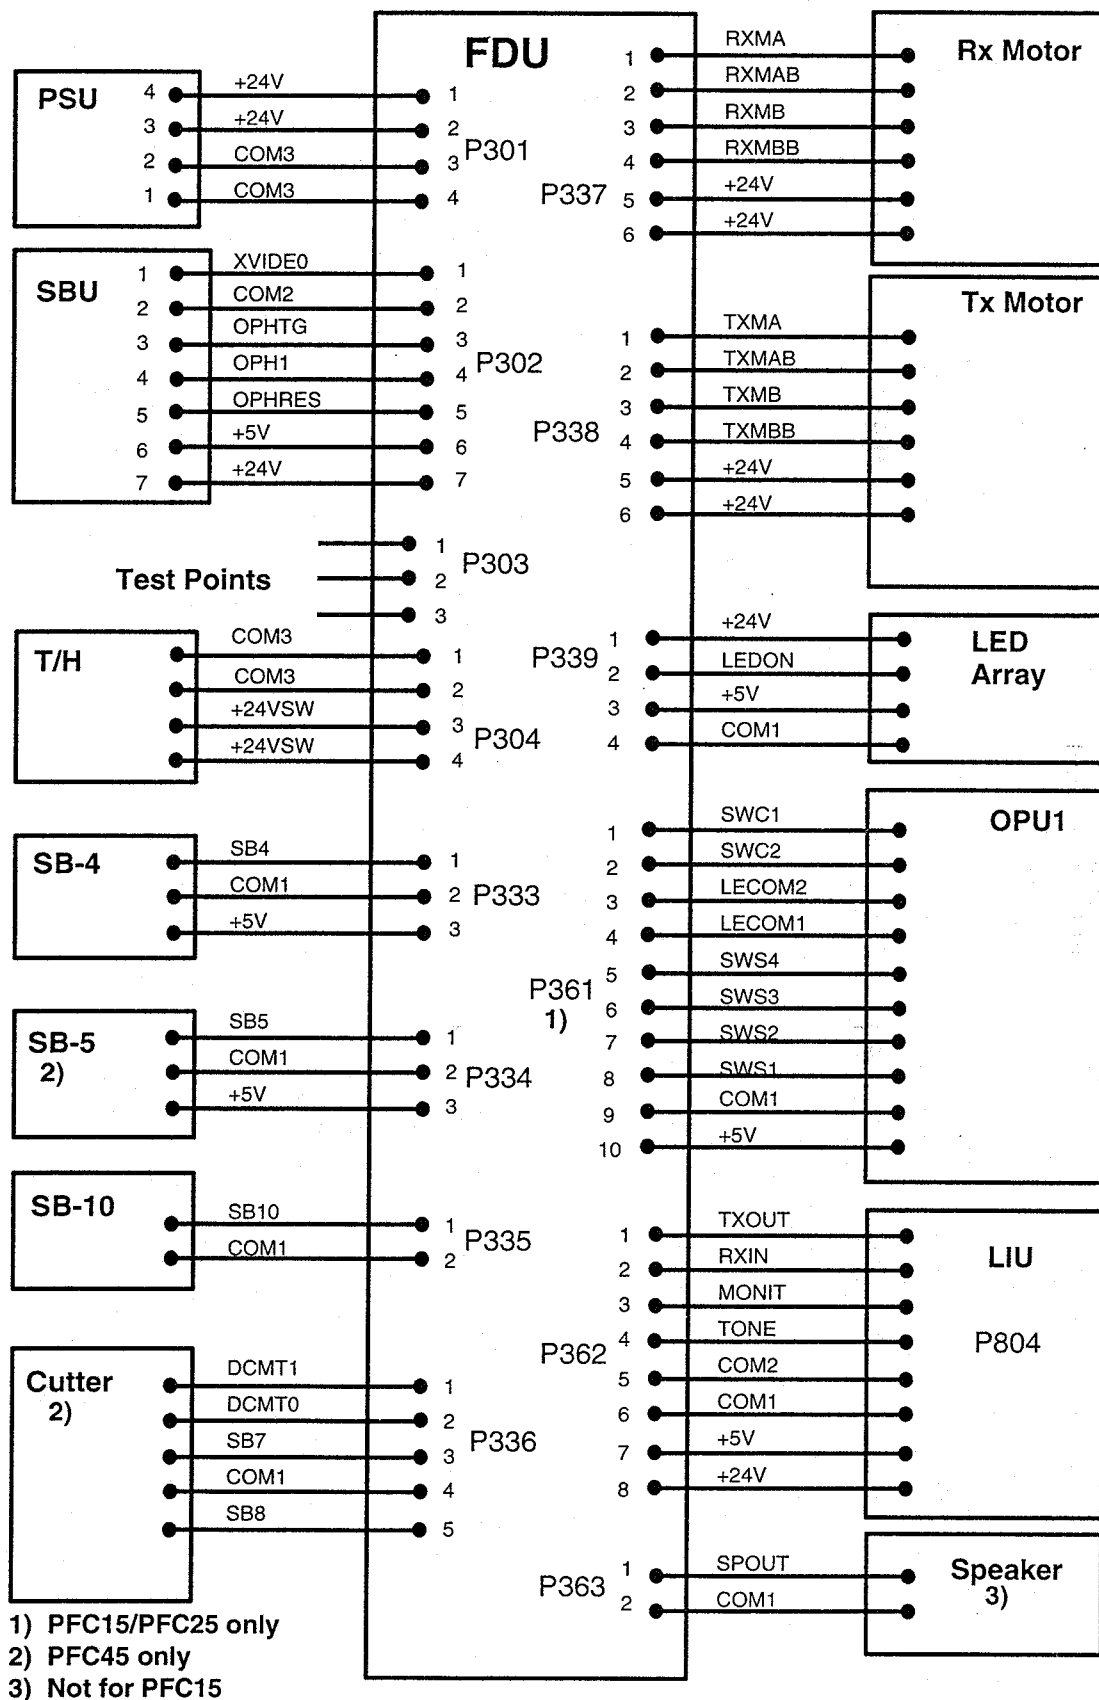 FDU
PSU
4 +24V 1
3 +24V 2
2 COM3 3
1 COM3 4
P301
SBU
1 XVIDE0 1
2 COM2 2
3 OPHTG 3
4 OPH1 4
5 OPHRES 5
6 +5V 6
7 +24V 7
P302
Test Points
1
2
3
P303
T/H
COM3 1
COM3 2
+24VSW 3
+24VSW 4
P304
SB-4
SB4 1
COM1 2
+5V 3
P333
SB-5
2)
SB5 1
COM1 2
+5V 3
P334
SB-10
SB10 1
COM1 2
P335
Cutter
2)
DCMT1 1
DCMT0 2
SB7 3
COM1 4
SB8 5
P336
Rx Motor
1 RXMA
2 RXMAB
3 RXMB
4 RXMBB
5 +24V
6 +24V
P337
Tx Motor
1 TXMA
2 TXMAB
3 TXMB
4 TXMBB
5 +24V
6 +24V
P338
LED
Array
1 +24V
2 LEDON
3 +5V
4 COM1
P339
OPU1
1 SWC1
2 SWC2
3 LECOM2
4 LECOM1
5 SWS4
6 SWS3
7 SWS2
8 SWS1
9 COM1
10 +5V
P361
1)
LIU
P804
1 TXOUT
2 RXIN
3 MONIT
4 TONE
5 COM2
6 COM1
7 +5V
8 +24V
P362
Speaker
3)
1 SPOUT
2 COM1
P363
1) PFC15/PFC25 only
2) PFC45 only
3) Not for PFC15